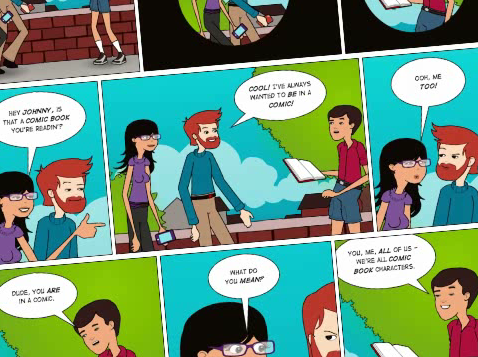 HEY JOHNNY, IS
THAT A COMIC BOOK
YOU'RE READIN'?
COOL! I'VE ALWAYS
WANTED TO BE IN A
COMIC!
OOH, ME
TOO!
DUDE, YOU ARE
IN A COMIC.
WHAT DO
YOU MEAN?
YOU, ME, ALL OF US -
WE'RE ALL COMIC
BOOK CHARACTERS.